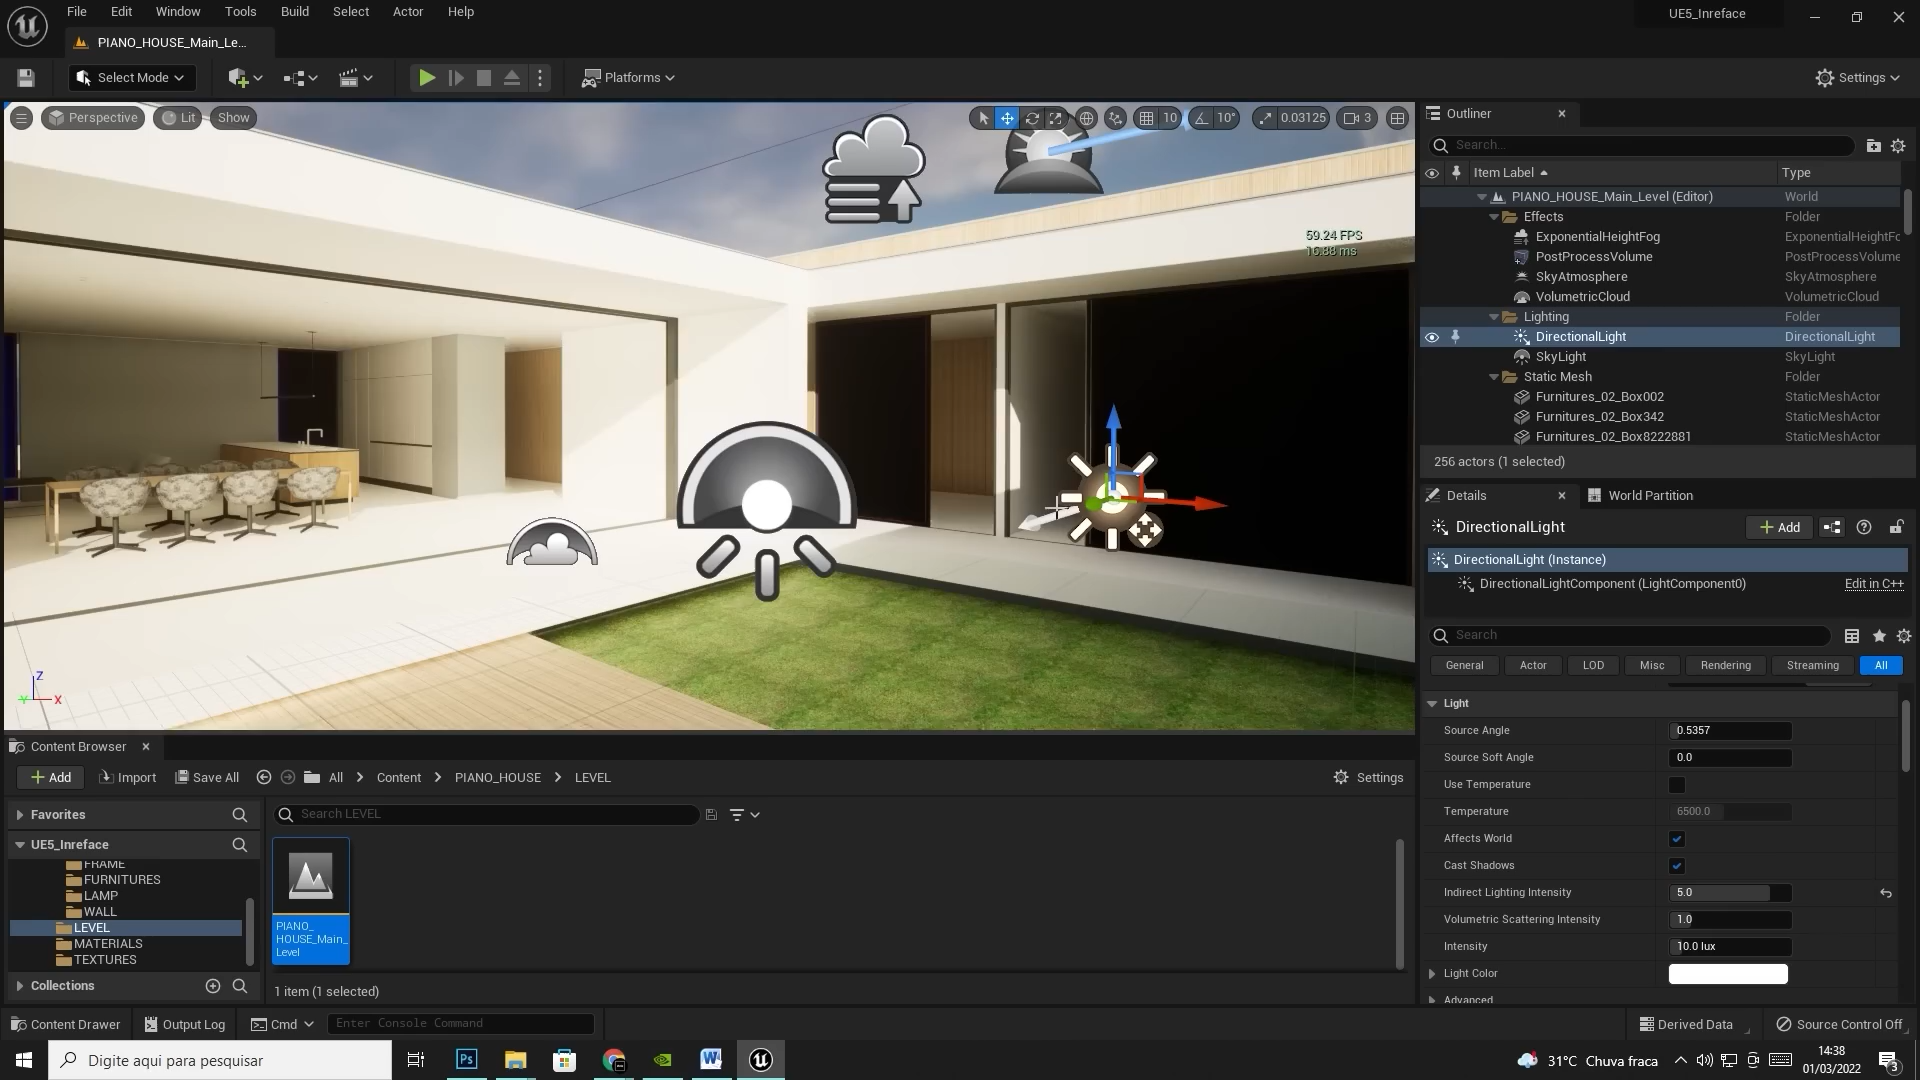 File Edit Window Tools Build Select Actor Help
UE5_Inreface
PIANO_HOUSE_Main_Le...
Select Mode
Platforms
Settings
Perspective Lit Show
10 10° 0.03125 3
59.24 FPS
16.88 ms
Z
Y X
Outliner
Search...
Item Label Type
PIANO_HOUSE_Main_Level (Editor) World
Effects Folder
ExponentialHeightFog ExponentialHeightFo
PostProcessVolume PostProcessVolume
SkyAtmosphere SkyAtmosphere
VolumetricCloud VolumetricCloud
Lighting Folder
DirectionalLight DirectionalLight
SkyLight SkyLight
Static Mesh Folder
Furnitures_02_Box002 StaticMeshActor
Furnitures_02_Box342 StaticMeshActor
Furnitures_02_Box8222881 StaticMeshActor
256 actors (1 selected)
Details World Partition
DirectionalLight Add
DirectionalLight (Instance)
DirectionalLightComponent (LightComponent0) Edit in C++
Search
General Actor LOD Misc Rendering Streaming All
Light
Source Angle 0.5357
Source Soft Angle 0.0
Use Temperature
Temperature 6500.0
Affects World
Cast Shadows
Indirect Lighting Intensity 5.0
Volumetric Scattering Intensity 1.0
Intensity 10.0 lux
Light Color
Advanced
Content Browser
Add Import Save All All Content PIANO_HOUSE LEVEL Settings
Favorites
Search LEVEL
UE5_Inreface
FRAME
FURNITURES
LAMP
WALL
LEVEL
MATERIALS
TEXTURES
Collections
PIANO_
HOUSE_Main_
Level
1 item (1 selected)
Content Drawer Output Log Cmd Enter Console Command Derived Data Source Control Off
Digite aqui para pesquisar
Ps
W
31°C Chuva fraca
14:38
01/03/2022
3